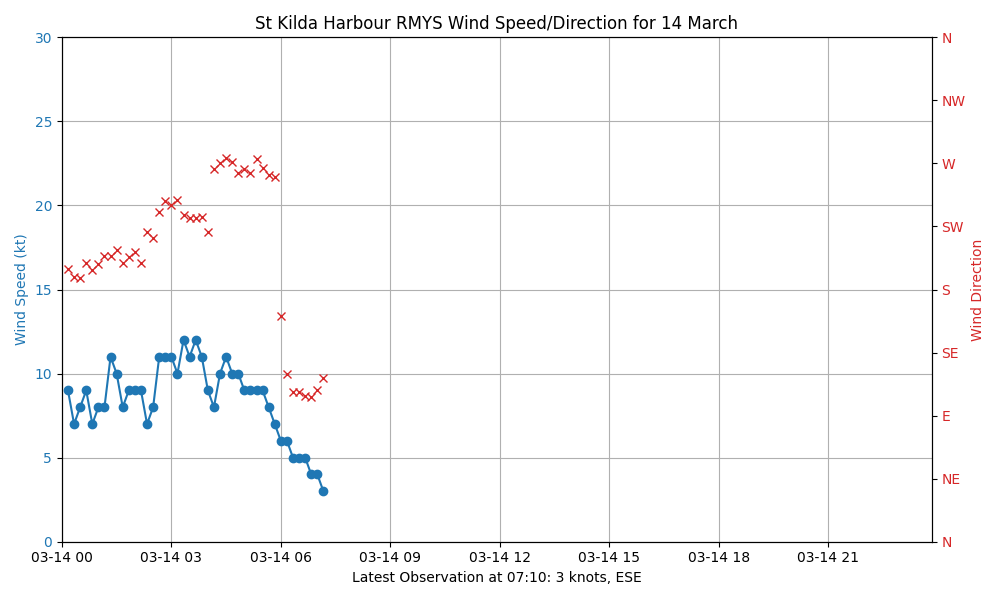 St Kilda Harbour RMYS Wind Speed/Direction for 14 March
30
25
20
15
10
5
0
Wind Speed (kt)
N
NW
W
SW
S
SE
E
NE
N
Wind Direction
03-14 00
03-14 03
03-14 06
03-14 09
03-14 12
03-14 15
03-14 18
03-14 21
Latest Observation at 07:10: 3 knots, ESE